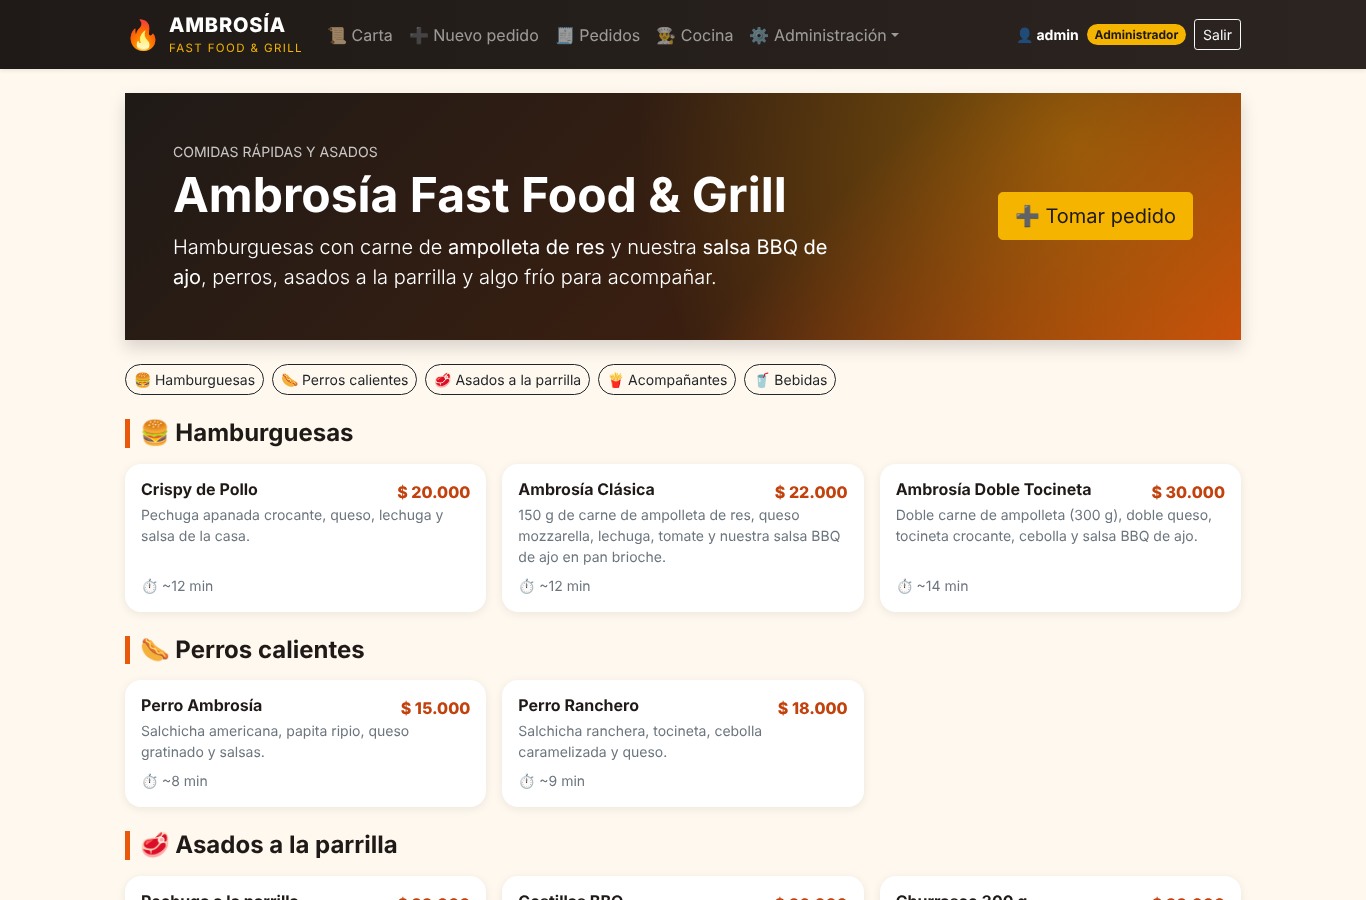 AMBROSÍA
FAST FOOD & GRILL
Carta
Nuevo pedido
Pedidos
Cocina
Administración
admin
Administrador
Salir
COMIDAS RÁPIDAS Y ASADOS
Ambrosía Fast Food & Grill
Hamburguesas con carne de ampolleta de res y nuestra salsa BBQ de
ajo, perros, asados a la parrilla y algo frío para acompañar.
Tomar pedido
Hamburguesas
Perros calientes
Asados a la parrilla
Acompañantes
Bebidas
Hamburguesas
Crispy de Pollo
$ 20.000
Pechuga apanada crocante, queso, lechuga y
salsa de la casa.
~12 min
Ambrosía Clásica
$ 22.000
150 g de carne de ampolleta de res, queso
mozzarella, lechuga, tomate y nuestra salsa BBQ
de ajo en pan brioche.
~12 min
Ambrosía Doble Tocineta
$ 30.000
Doble carne de ampolleta (300 g), doble queso,
tocineta crocante, cebolla y salsa BBQ de ajo.
~14 min
Perros calientes
Perro Ambrosía
$ 15.000
Salchicha americana, papita ripio, queso
gratinado y salsas.
~8 min
Perro Ranchero
$ 18.000
Salchicha ranchera, tocineta, cebolla
caramelizada y queso.
~9 min
Asados a la parrilla
Pechuga a la parrilla
Costillas BBQ
Churrasco 300 g